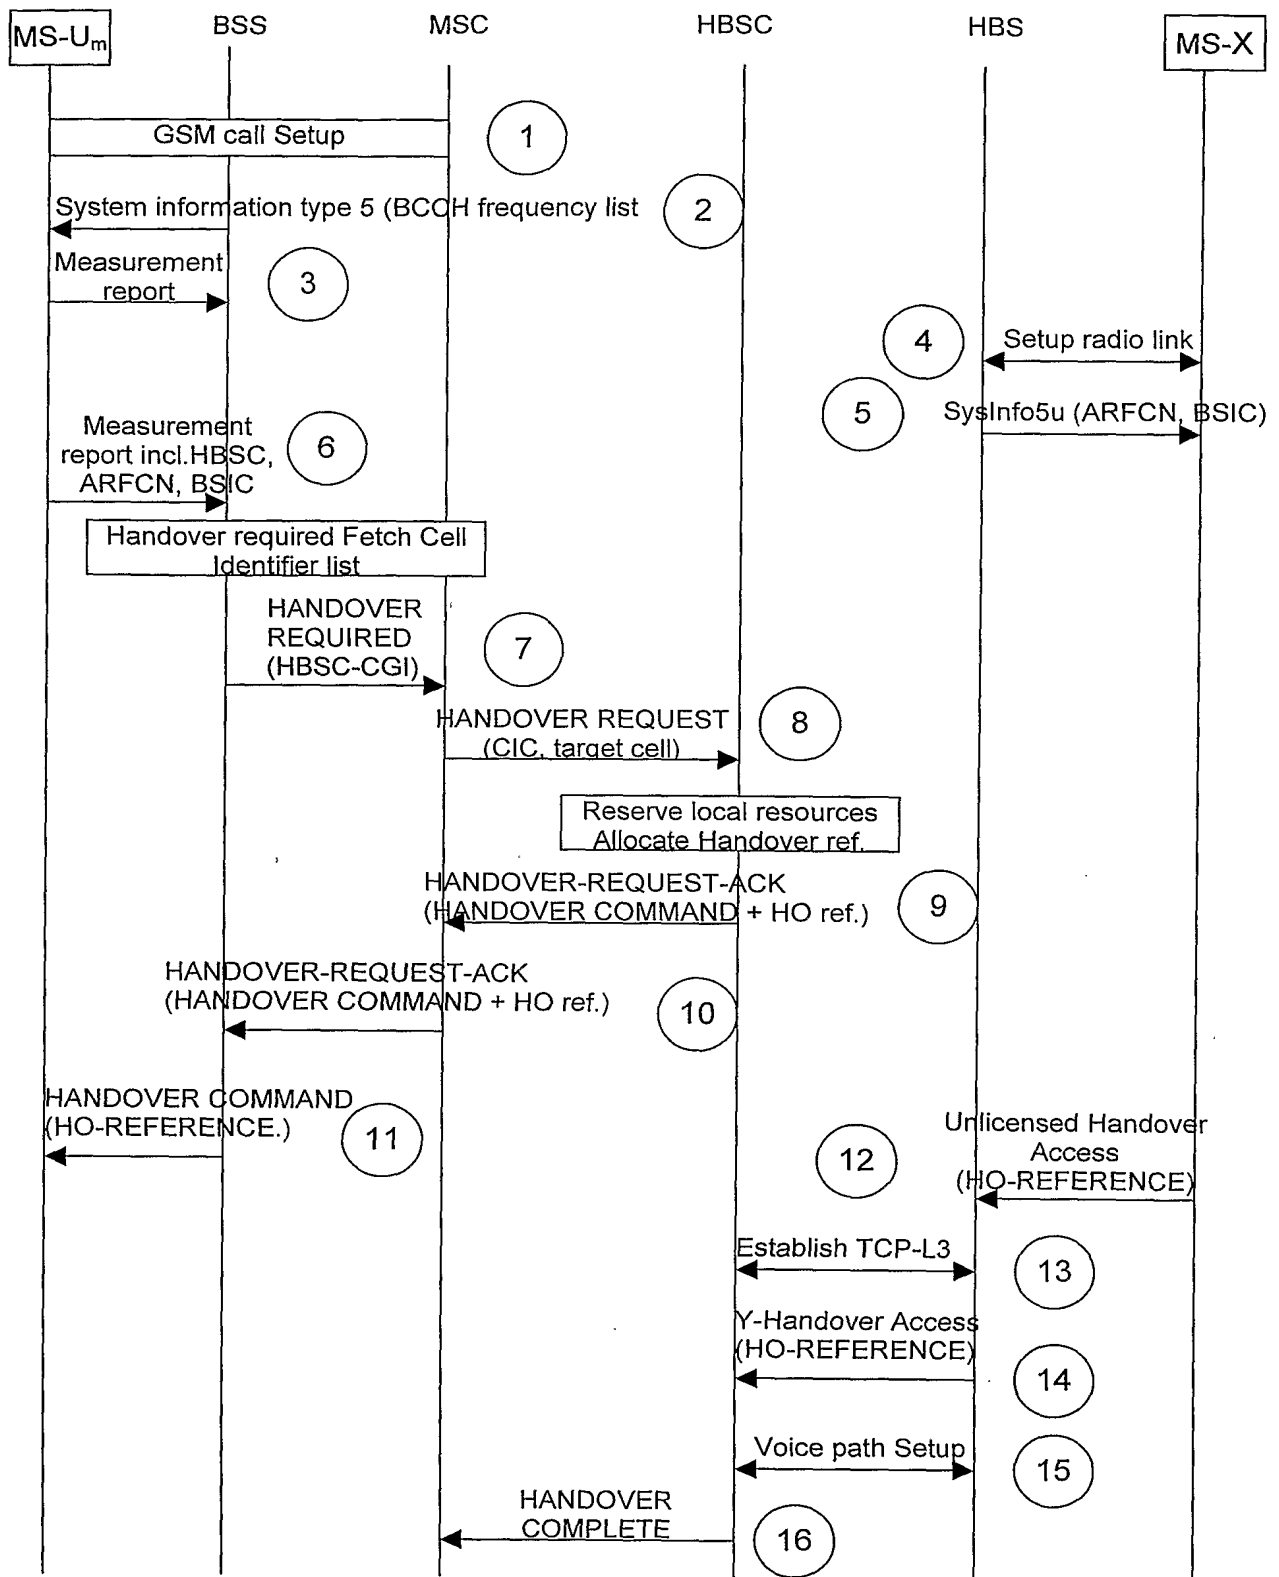 MS-Um
BSS
MSC
HBSC
HBS
MS-X
GSM call Setup
1
System information type 5 (BCCH frequency list
2
Measurement
report
3
4
Setup radio link
5
SysInfo5u (ARFCN, BSIC)
Measurement
report incl.HBSC,
ARFCN, BSIC
6
Handover required Fetch Cell
Identifier list
HANDOVER
REQUIRED
(HBSC-CGI)
7
HANDOVER REQUEST
(CIC, target cell)
8
Reserve local resources
Allocate Handover ref.
HANDOVER-REQUEST-ACK
(HANDOVER COMMAND + HO ref.)
9
HANDOVER-REQUEST-ACK
(HANDOVER COMMAND + HO ref.)
10
HANDOVER COMMAND
(HO-REFERENCE.)
11
12
Unlicensed Handover
Access
(HO-REFERENCE)
Establish TCP-L3
13
Y-Handover Access
(HO-REFERENCE)
14
Voice path Setup
15
HANDOVER
COMPLETE
16